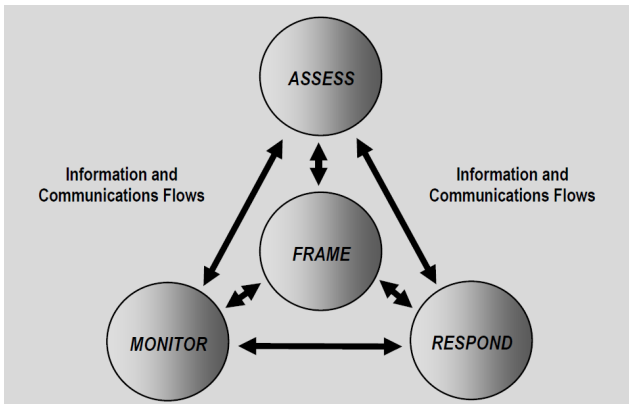 ASSESS
Information and
Communications Flows
Information and
Communications Flows
FRAME
MONITOR
RESPOND